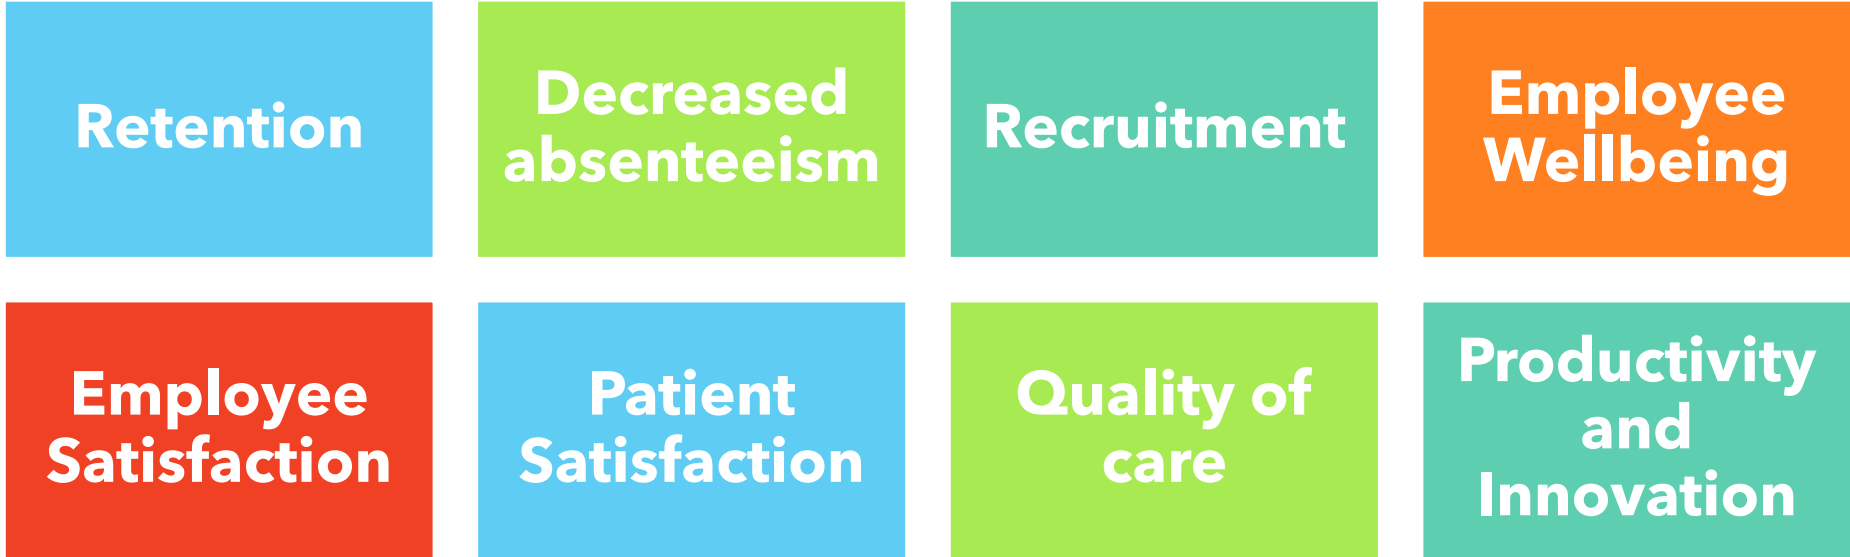 Retention
Decreased
absenteeism
Recruitment
Employee
Wellbeing
Employee
Satisfaction
Patient
Satisfaction
Quality of
care
Productivity
and
Innovation